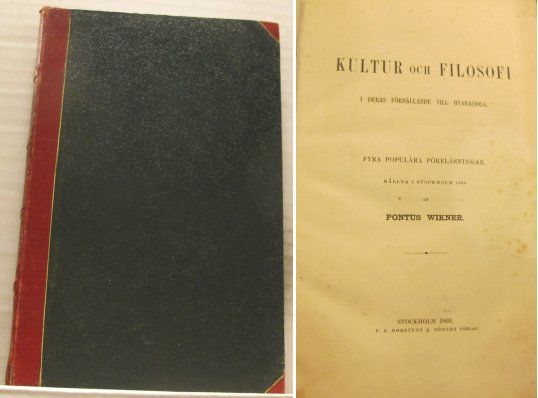 KULTUR OCH FILOSOFI
I DERAS FÖRHÅLLANDE TILL HVARANDRA.
FYRA POPULÄRA FÖRELÄSNINGAR,
HÅLLNA I STOCKHOLM 1869
AF
PONTUS WIKNER.
STOCKHOLM 1869,
P. A. NORSTEDT & SÖNERS FÖRLAG.